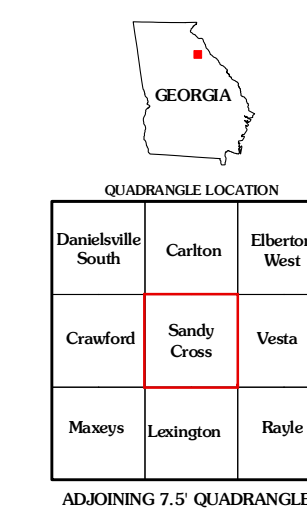 GEORGIA
QUADRANGLE LOCATION
Danielsville
South
Carlton
Elberton
West
Crawford
Sandy
Cross
Vesta
Maxeys
Lexington
Rayle
ADJOINING 7.5' QUADRANGLE